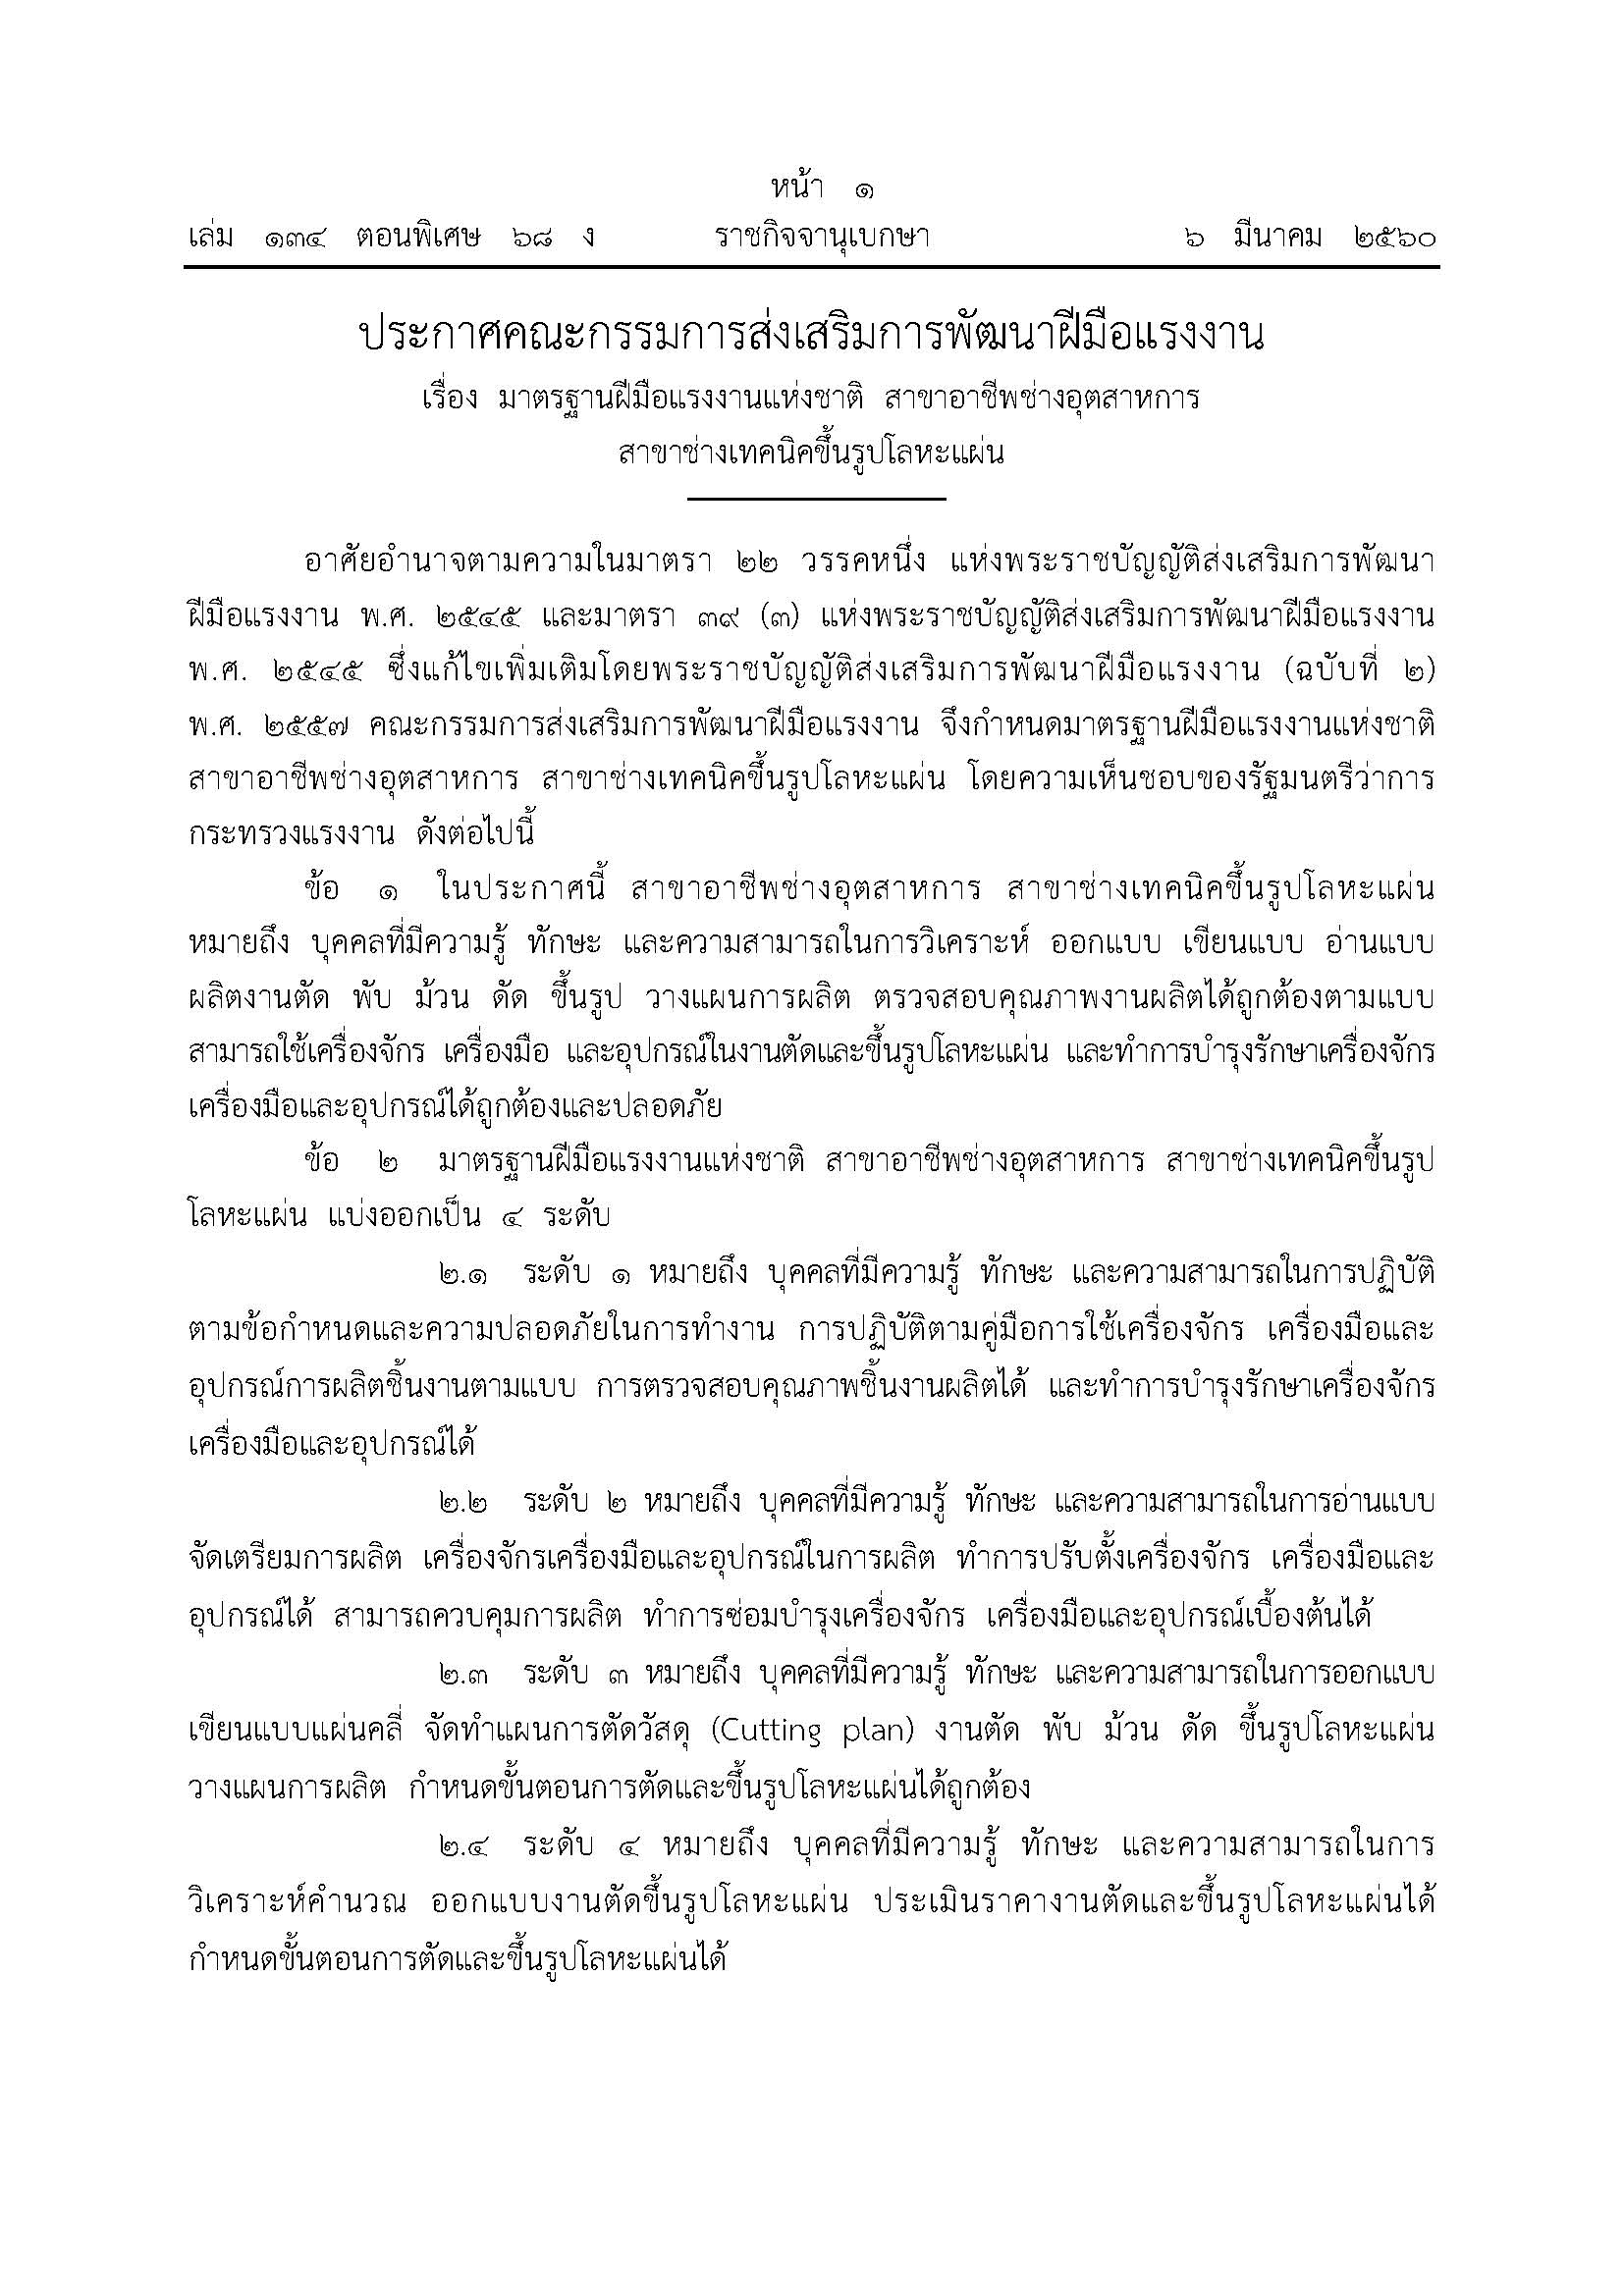 หน้า ๑
เล่ม ๑๓๔ ตอนพิเศษ ๖๘ ง ราชกิจจานุเบกษา ๖ มีนาคม ๒๕๖๐
ประกาศคณะกรรมการส่งเสริมการพัฒนาฝีมือแรงงาน
เรื่อง มาตรฐานฝีมือแรงงานแห่งชาติ สาขาอาชีพช่างอุตสาหการ
สาขาช่างเทคนิคขึ้นรูปโลหะแผ่น
อาศัยอำนาจตามความในมาตรา ๒๒ วรรคหนึ่ง แห่งพระราชบัญญัติส่งเสริมการพัฒนา
ฝีมือแรงงาน พ.ศ. ๒๕๔๕ และมาตรา ๓๙ (๓) แห่งพระราชบัญญัติส่งเสริมการพัฒนาฝีมือแรงงาน
พ.ศ. ๒๕๔๕ ซึ่งแก้ไขเพิ่มเติมโดยพระราชบัญญัติส่งเสริมการพัฒนาฝีมือแรงงาน (ฉบับที่ ๒)
พ.ศ. ๒๕๕๗ คณะกรรมการส่งเสริมการพัฒนาฝีมือแรงงาน จึงกำหนดมาตรฐานฝีมือแรงงานแห่งชาติ
สาขาอาชีพช่างอุตสาหการ สาขาช่างเทคนิคขึ้นรูปโลหะแผ่น โดยความเห็นชอบของรัฐมนตรีว่าการ
กระทรวงแรงงาน ดังต่อไปนี้
ข้อ ๑ ในประกาศนี้ สาขาอาชีพช่างอุตสาหการ สาขาช่างเทคนิคขึ้นรูปโลหะแผ่น
หมายถึง บุคคลที่มีความรู้ ทักษะ และความสามารถในการวิเคราะห์ ออกแบบ เขียนแบบ อ่านแบบ
ผลิตงานตัด พับ ม้วน ดัด ขึ้นรูป วางแผนการผลิต ตรวจสอบคุณภาพงานผลิตได้ถูกต้องตามแบบ
สามารถใช้เครื่องจักร เครื่องมือ และอุปกรณ์ในงานตัดและขึ้นรูปโลหะแผ่น และทำการบำรุงรักษาเครื่องจักร
เครื่องมือและอุปกรณ์ได้ถูกต้องและปลอดภัย
ข้อ ๒ มาตรฐานฝีมือแรงงานแห่งชาติ สาขาอาชีพช่างอุตสาหการ สาขาช่างเทคนิคขึ้นรูป
โลหะแผ่น แบ่งออกเป็น ๔ ระดับ
๒.๑ ระดับ ๑ หมายถึง บุคคลที่มีความรู้ ทักษะ และความสามารถในการปฏิบัติ
ตามข้อกำหนดและความปลอดภัยในการทำงาน การปฏิบัติตามคู่มือการใช้เครื่องจักร เครื่องมือและ
อุปกรณ์การผลิตชิ้นงานตามแบบ การตรวจสอบคุณภาพชิ้นงานผลิตได้ และทำการบำรุงรักษาเครื่องจักร
เครื่องมือและอุปกรณ์ได้
๒.๒ ระดับ ๒ หมายถึง บุคคลที่มีความรู้ ทักษะ และความสามารถในการอ่านแบบ
จัดเตรียมการผลิต เครื่องจักรเครื่องมือและอุปกรณ์ในการผลิต ทำการปรับตั้งเครื่องจักร เครื่องมือและ
อุปกรณ์ได้ สามารถควบคุมการผลิต ทำการซ่อมบำรุงเครื่องจักร เครื่องมือและอุปกรณ์เบื้องต้นได้
๒.๓ ระดับ ๓ หมายถึง บุคคลที่มีความรู้ ทักษะ และความสามารถในการออกแบบ
เขียนแบบแผ่นคลี่ จัดทำแผนการตัดวัสดุ (Cutting plan) งานตัด พับ ม้วน ดัด ขึ้นรูปโลหะแผ่น
วางแผนการผลิต กำหนดขั้นตอนการตัดและขึ้นรูปโลหะแผ่นได้ถูกต้อง
๒.๔ ระดับ ๔ หมายถึง บุคคลที่มีความรู้ ทักษะ และความสามารถในการ
วิเคราะห์คำนวณ ออกแบบงานตัดขึ้นรูปโลหะแผ่น ประเมินราคางานตัดและขึ้นรูปโลหะแผ่นได้
กำหนดขั้นตอนการตัดและขึ้นรูปโลหะแผ่นได้